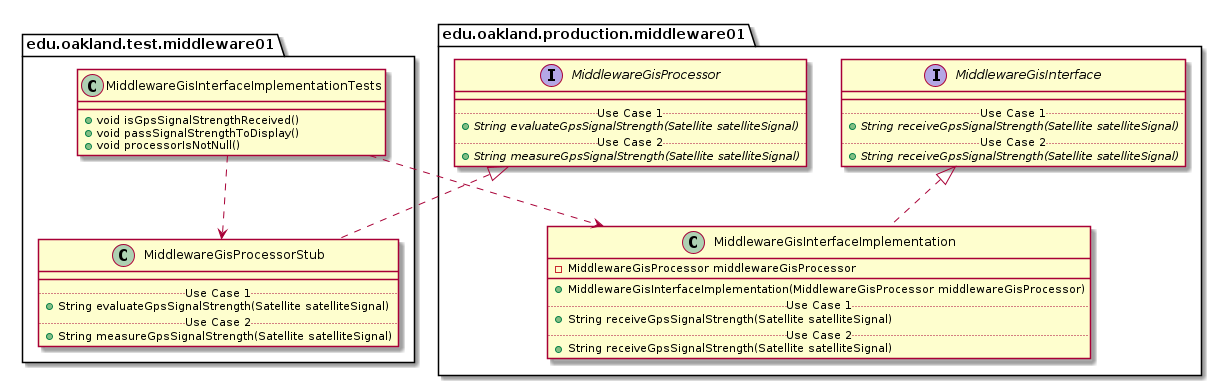 edu.oakland.test.middleware01
C MiddlewareGisInterfaceImplementationTests
void isGpsSignalStrengthReceived()
void passSignalStrengthToDisplay()
void processorIsNotNull()
C MiddlewareGisProcessorStub
Use Case 1
String evaluateGpsSignalStrength(Satellite satelliteSignal)
Use Case 2
String measureGpsSignalStrength(Satellite satelliteSignal)
edu.oakland.production.middleware01
I MiddlewareGisProcessor
Use Case 1
String evaluateGpsSignalStrength(Satellite satelliteSignal)
Use Case 2
String measureGpsSignalStrength(Satellite satelliteSignal)
I MiddlewareGisInterface
Use Case 1
String receiveGpsSignalStrength(Satellite satelliteSignal)
Use Case 2
String receiveGpsSignalStrength(Satellite satelliteSignal)
C MiddlewareGisInterfaceImplementation
MiddlewareGisProcessor middlewareGisProcessor
MiddlewareGisInterfaceImplementation(MiddlewareGisProcessor middlewareGisProcessor)
Use Case 1
String receiveGpsSignalStrength(Satellite satelliteSignal)
Use Case 2
String receiveGpsSignalStrength(Satellite satelliteSignal)